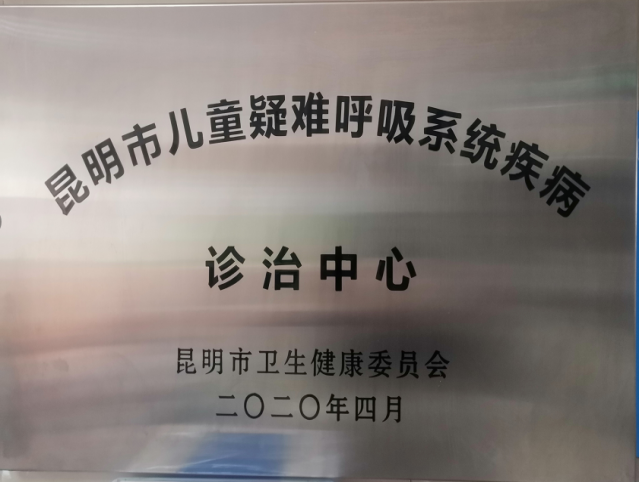 昆明市儿童疑难呼吸系统疾病
诊治中心
昆明市卫生健康委员会
二〇二〇年四月